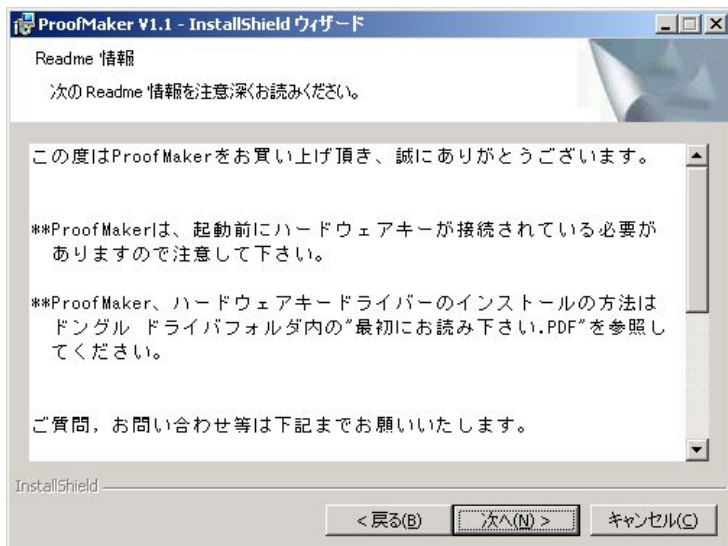 ProofMaker V1.1 - InstallShield ウィザード
Readme 情報
次の Readme 情報を注意深くお読みください。
この度はProofMakerをお買い上げ頂き、誠にありがとうございます。
**ProofMakerは、起動前にハードウェアキーが接続されている必要が
ありますので注意して下さい。
**ProofMaker、ハードウェアキードライバーのインストールの方法は
ドングル ドライバフォルダ内の"最初にお読み下さい.PDF"を参照し
てください。
ご質問，お問い合わせ等は下記までお願いいたします。
InstallShield
< 戻る(B)
次へ(N) >
キャンセル(C)